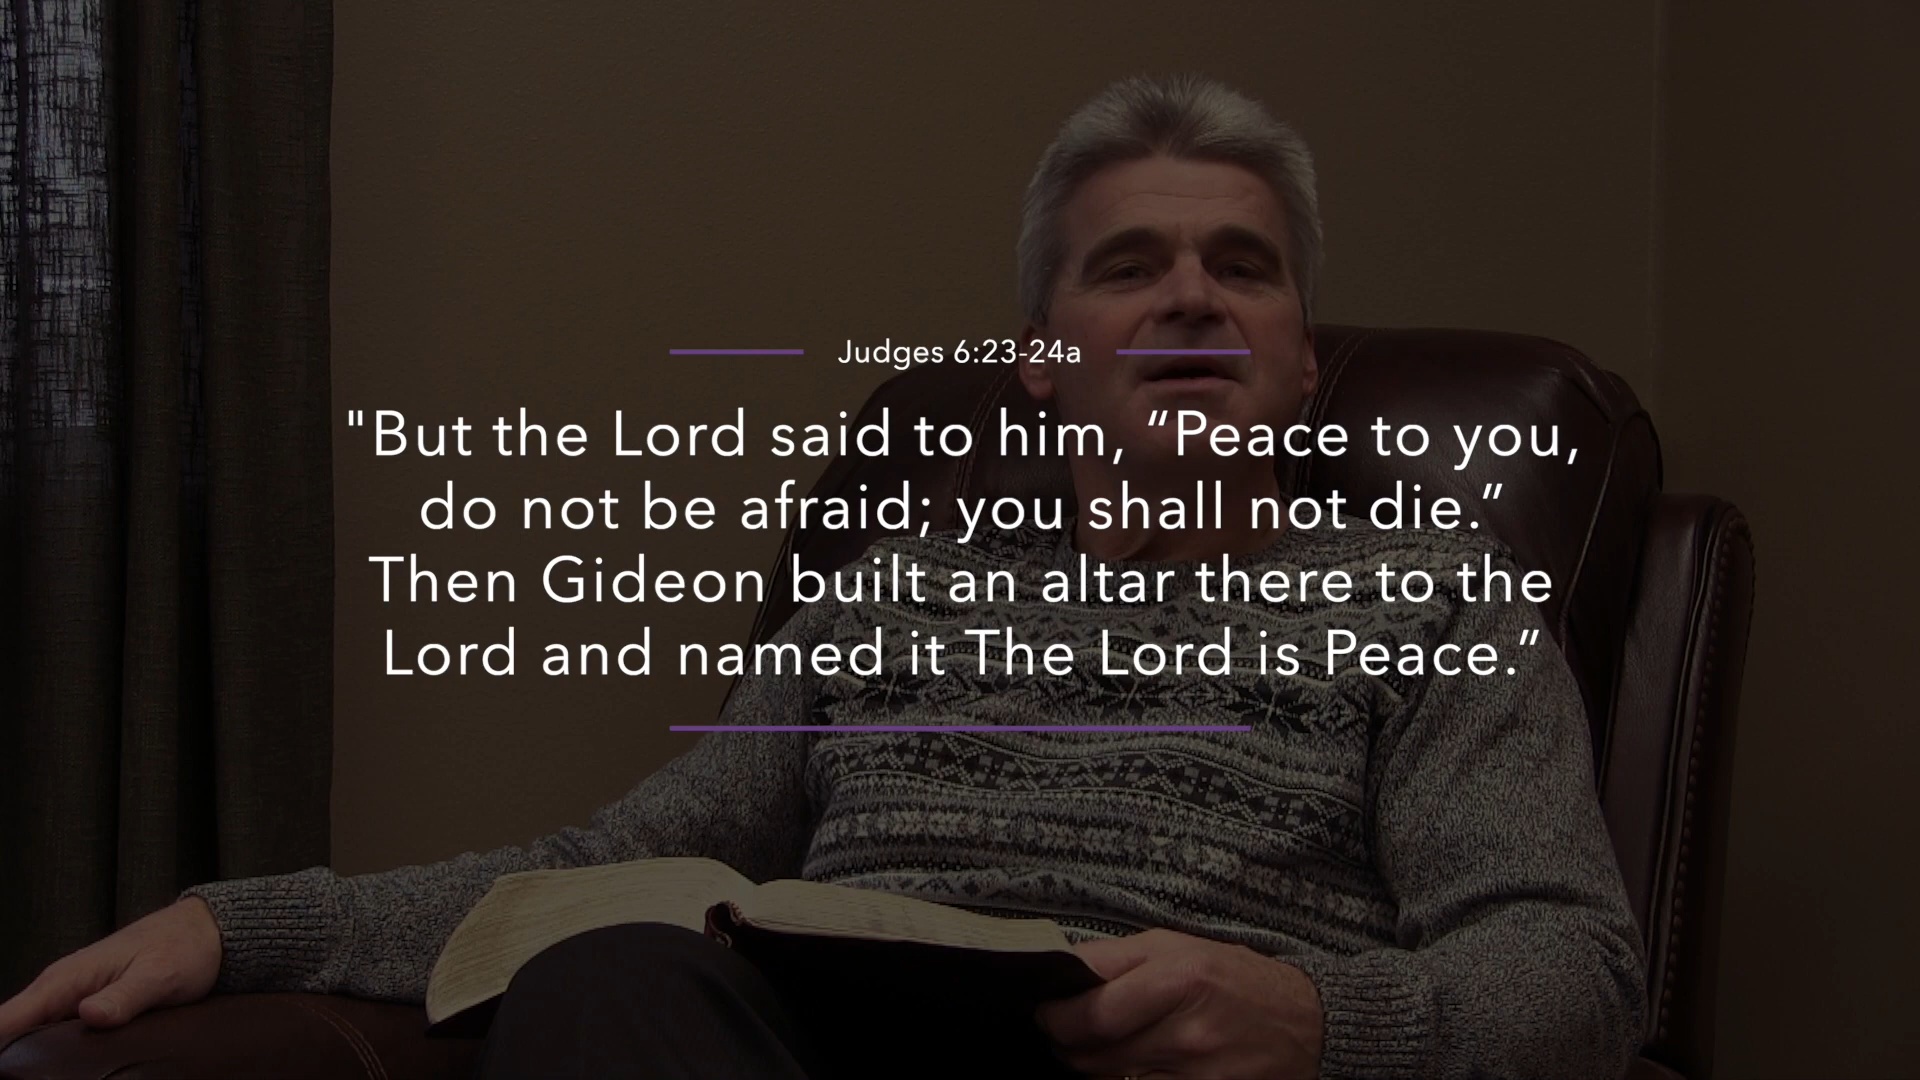 Judges 6:23-24a
"But the Lord said to him, “Peace to you,
do not be afraid; you shall not die.”
Then Gideon built an altar there to the
Lord and named it The Lord is Peace.”